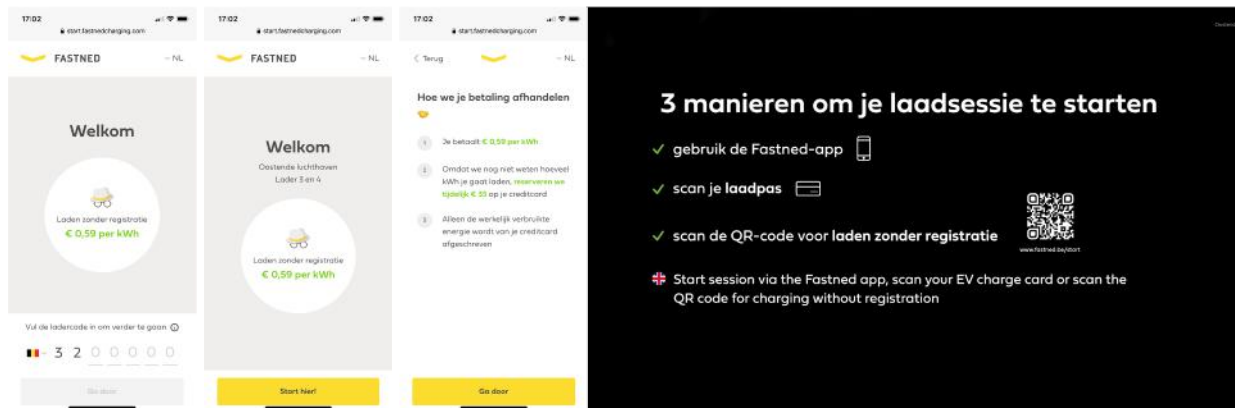 17:02
start.fastnedcharging.com
FASTNED
NL
Welkom
Laden zonder registratie
€ 0,59 per kWh
Vul de ladercode in om verder te gaan
3 2 0 0 0 0 0
Ga door
17:02
start.fastnedcharging.com
FASTNED
NL
Welkom
Oostende luchthaven
Lader 3 en 4
Laden zonder registratie
€ 0,59 per kWh
Start hier!
17:02
start.fastnedcharging.com
Terug
NL
Hoe we je betaling afhandelen
1 Je betaalt € 0,59 per kWh
2 Omdat we nog niet weten hoeveel
kWh je gaat laden, reserveren we
tijdelijk € 55 op je creditcard
3 Alleen de werkelijk verbruikte
energie wordt van je creditcard
afgeschreven
Ga door
3 manieren om je laadsessie te starten
gebruik de Fastned-app
scan je laadpas
scan de QR-code voor laden zonder registratie
www.fastned.be/start
Start session via the Fastned app, scan your EV charge card or scan the
QR code for charging without registration